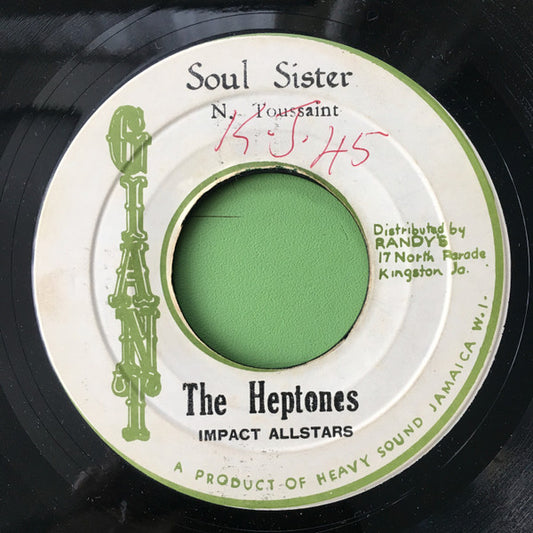 Soul Sister
N. Toussaint
K.J. 45
GIANT
Distributed by
RANDY'S
17 North Parade
Kingston Ja.
The Heptones
IMPACT ALLSTARS
A PRODUCT OF HEAVY SOUND JAMAICA W.I.